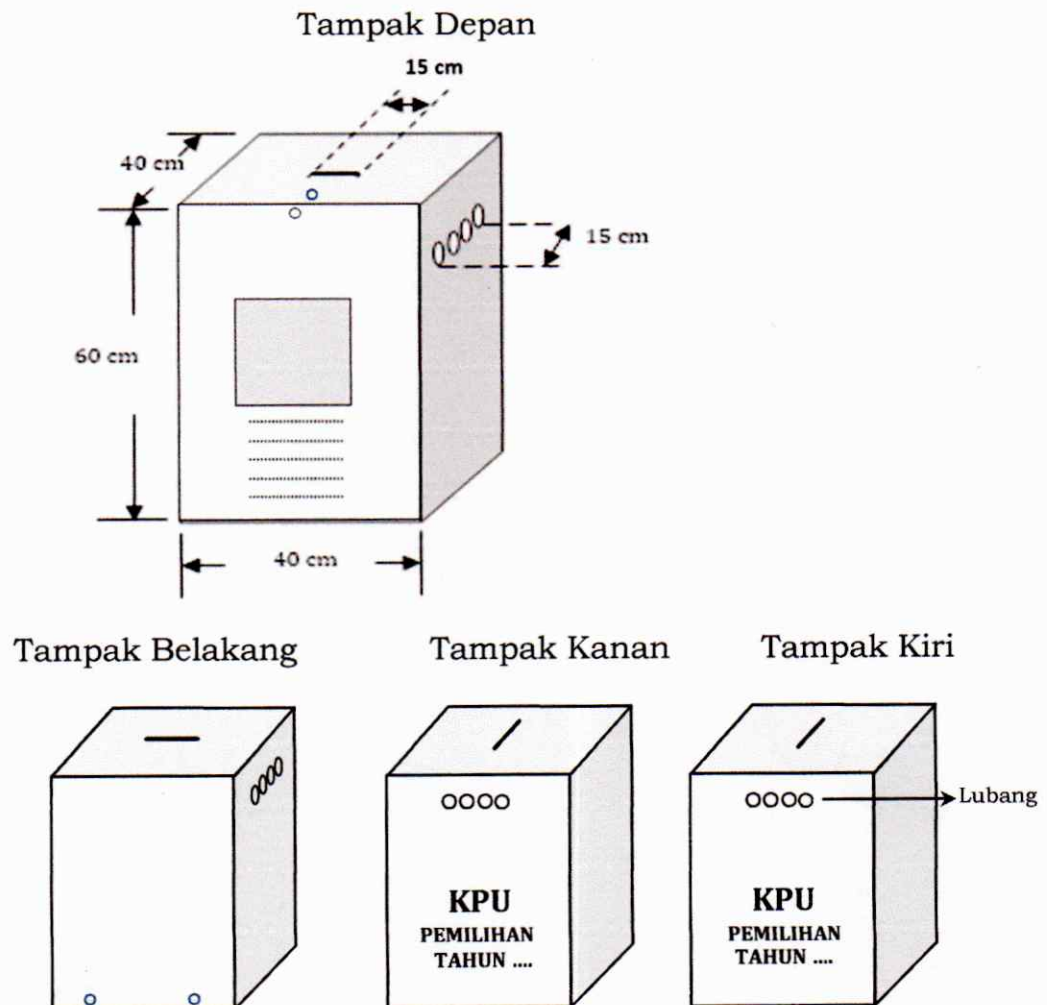 Tampak Depan
15 cm
40 cm
15 cm
60 cm
40 cm
Tampak Belakang
Tampak Kanan
Tampak Kiri
Lubang
KPU
PEMILIHAN
TAHUN ....
KPU
PEMILIHAN
TAHUN ....